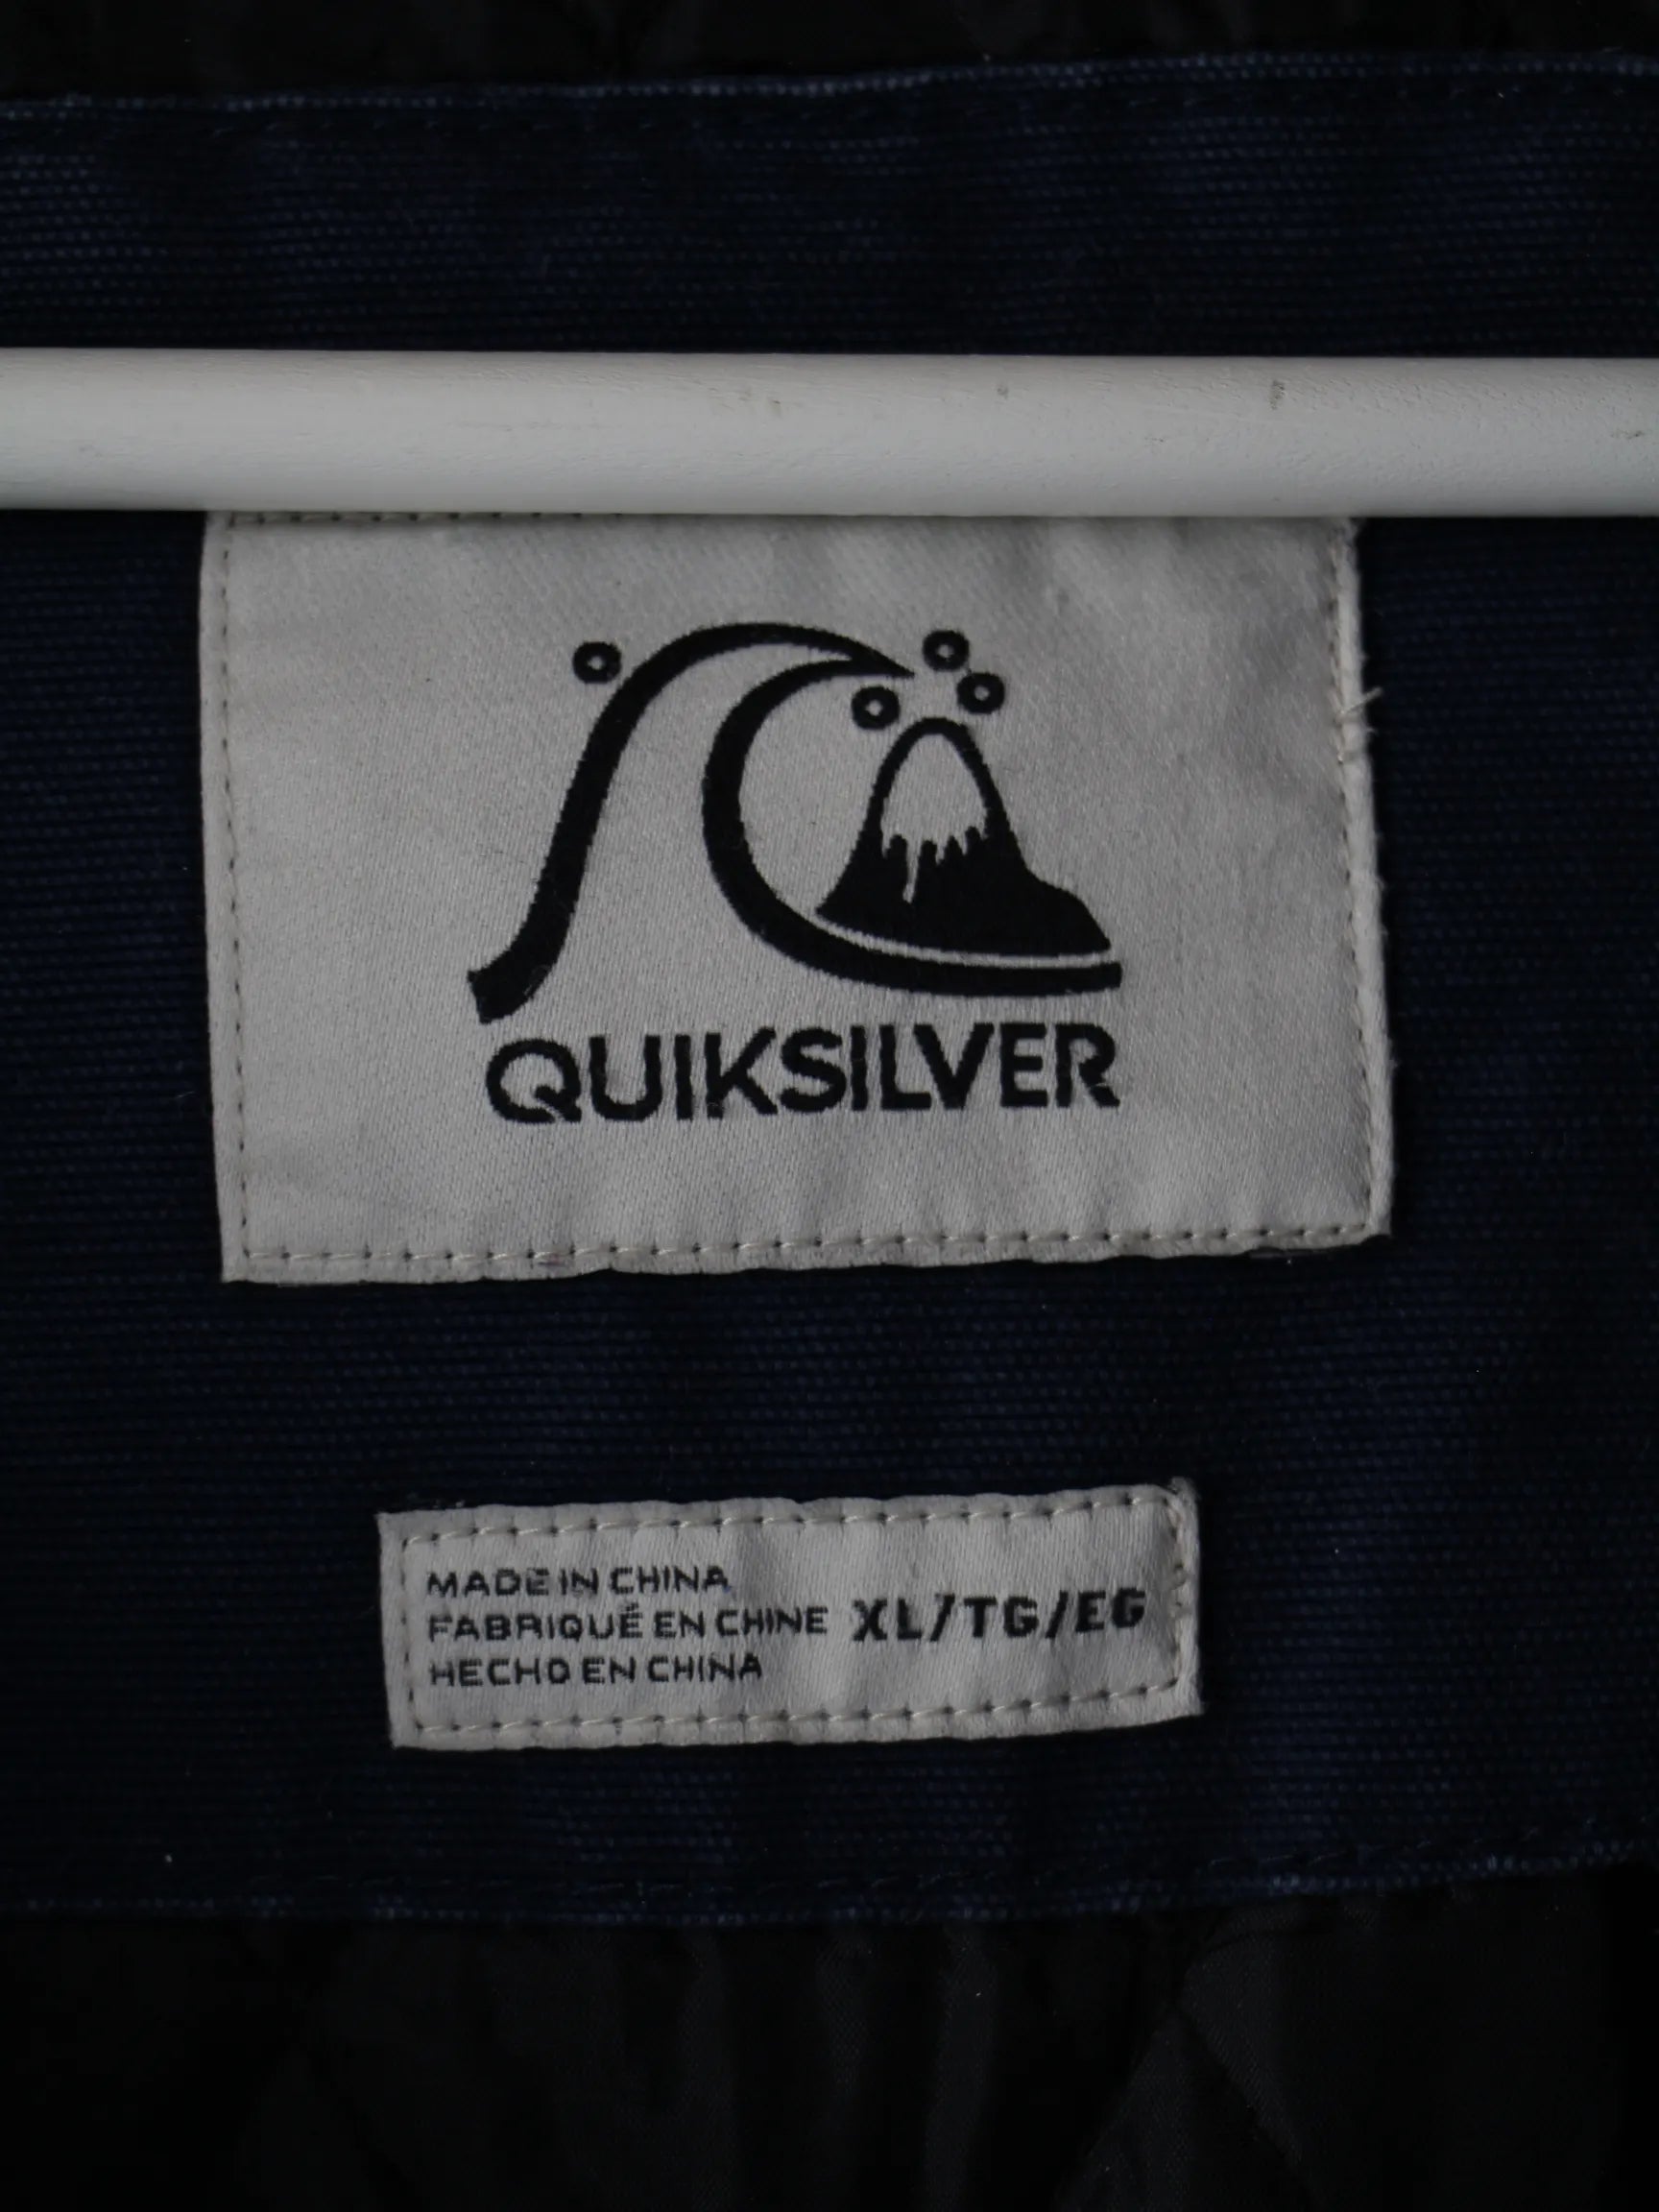 QUIKSILVER
MADE IN CHINA
FABRIQUÉ EN CHINE XL/TG/EG
HECHO EN CHINA